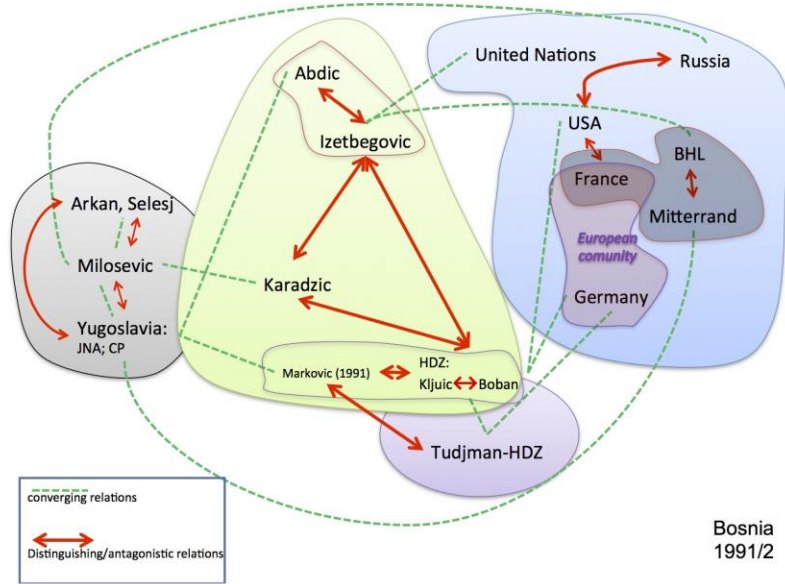 United Nations
Russia
Abdic
Izetbegovic
USA
BHL
France
Mitterrand
European
comunity
Germany
Arkan, Selesj
Milosevic
Yugoslavia:
JNA; CP
Karadzic
Markovic (1991)
HDZ:
Kljuic
Boban
Tudjman-HDZ
converging relations
Distinguishing/antagonistic relations
Bosnia
1991/2